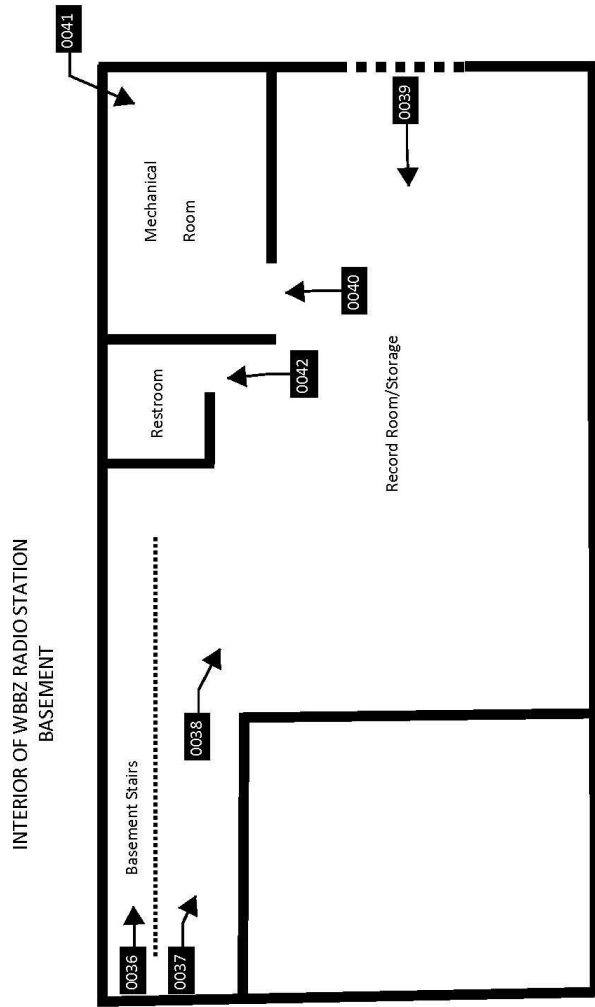 INTERIOR OF WBBZ RADIO STATION
BASEMENT
0036
Basement Stairs
0037
0038
Restroom
0042
Mechanical
Room
0041
0040
0039
Record Room/Storage